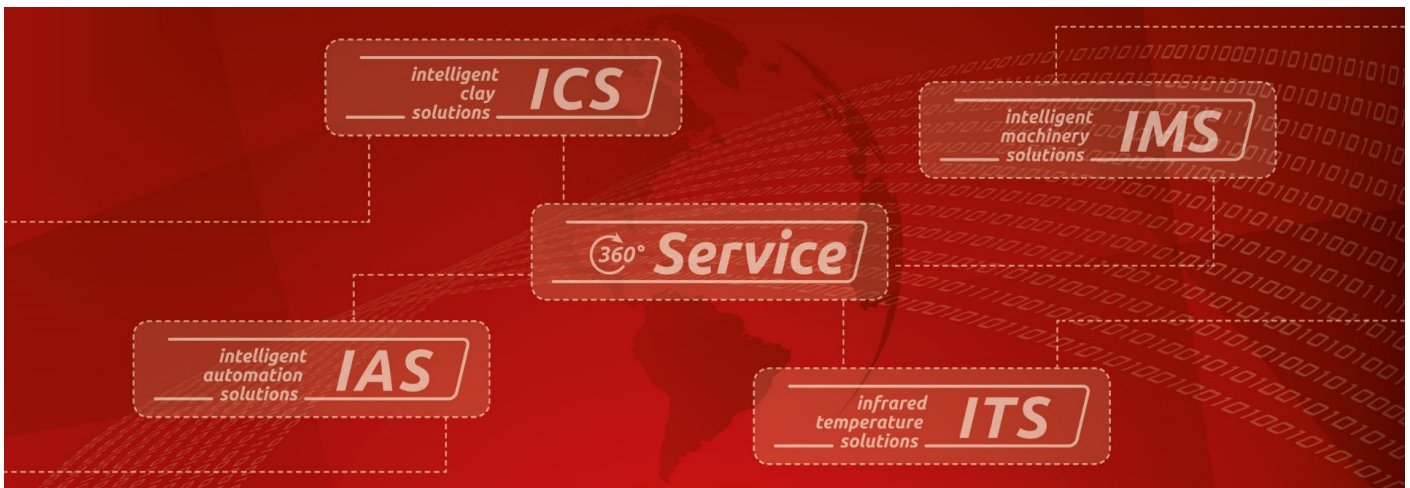 intelligent
clay
solutions
ICS
intelligent
machinery
solutions
IMS
360° Service
intelligent
automation
solutions
IAS
infrared
temperature
solutions
ITS